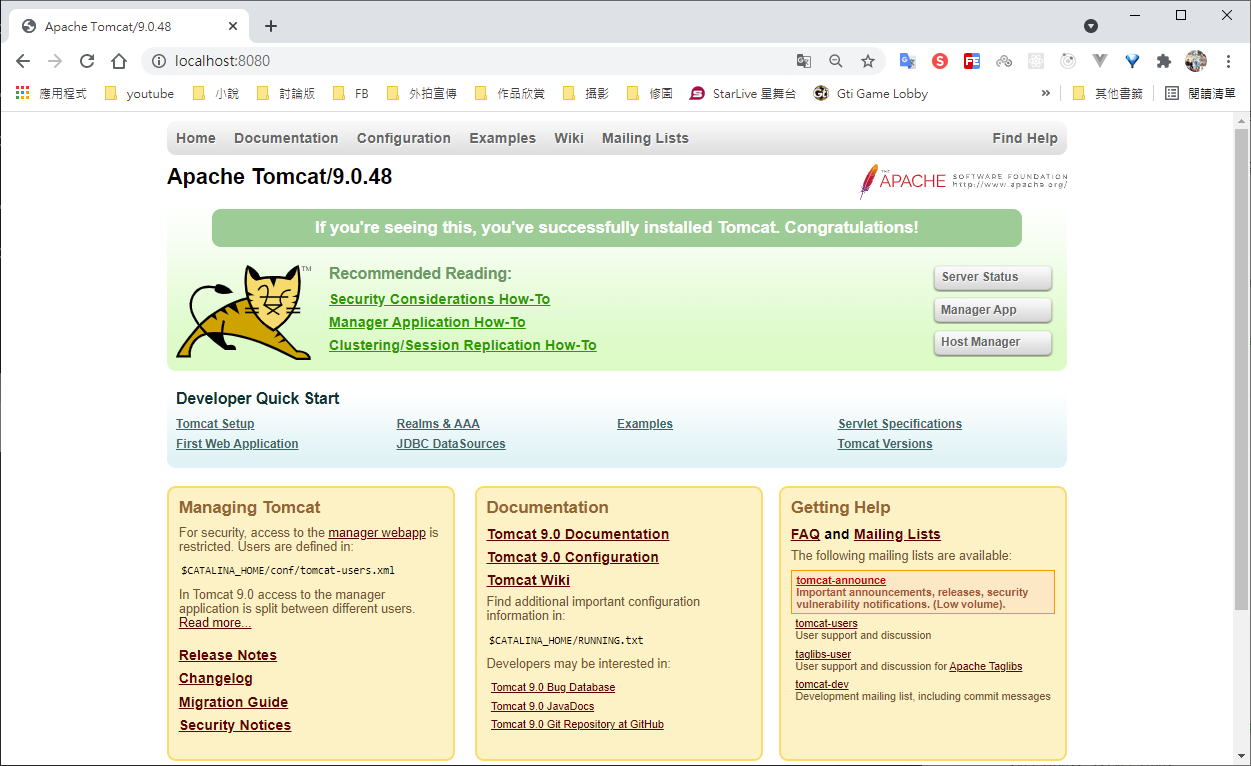 Apache Tomcat/9.0.48
localhost:8080
應用程式 youtube 小說 討論版 FB 外拍宣傳 作品欣賞 攝影 修圖 StarLive 星舞台 Gti Game Lobby » 其他書籤 閱讀清單
Home Documentation Configuration Examples Wiki Mailing Lists Find Help
Apache Tomcat/9.0.48
THE APACHE SOFTWARE FOUNDATION
http://www.apache.org/
If you're seeing this, you've successfully installed Tomcat. Congratulations!
TM
Recommended Reading:
Security Considerations How-To
Manager Application How-To
Clustering/Session Replication How-To
Server Status
Manager App
Host Manager
Developer Quick Start
Tomcat Setup
First Web Application
Realms & AAA
JDBC DataSources
Examples
Servlet Specifications
Tomcat Versions
Managing Tomcat
For security, access to the manager webapp is
restricted. Users are defined in:
$CATALINA_HOME/conf/tomcat-users.xml
In Tomcat 9.0 access to the manager
application is split between different users.
Read more...
Release Notes
Changelog
Migration Guide
Security Notices
Documentation
Tomcat 9.0 Documentation
Tomcat 9.0 Configuration
Tomcat Wiki
Find additional important configuration
information in:
$CATALINA_HOME/RUNNING.txt
Developers may be interested in:
Tomcat 9.0 Bug Database
Tomcat 9.0 JavaDocs
Tomcat 9.0 Git Repository at GitHub
Getting Help
FAQ and Mailing Lists
The following mailing lists are available:
tomcat-announce
Important announcements, releases, security
vulnerability notifications. (Low volume).
tomcat-users
User support and discussion
taglibs-user
User support and discussion for Apache Taglibs
tomcat-dev
Development mailing list, including commit messages